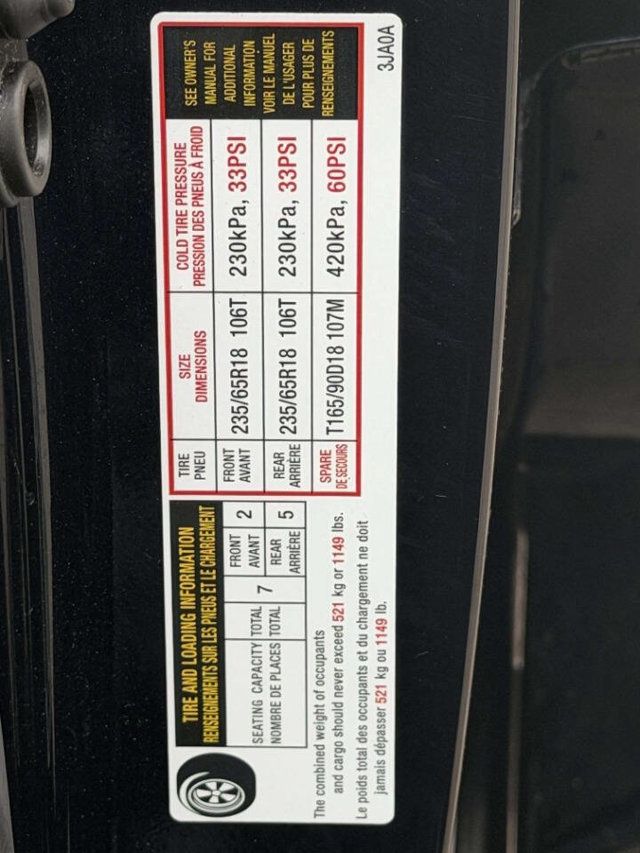 TIRE AND LOADING INFORMATION
RENSEIGNEMENTS SUR LES PNEUS ET LE CHARGEMENT
SEATING CAPACITY TOTAL 7 FRONT 2
NOMBRE DE PLACES TOTAL AVANT
REAR 5
ARRIÈRE
The combined weight of occupants
and cargo should never exceed 521 kg or 1149 lbs.
Le poids total des occupants et du chargement ne doit
jamais dépasser 521 kg ou 1149 lb.
TIRE SIZE COLD TIRE PRESSURE
PNEU DIMENSIONS PRESSION DES PNEUS À FROID
FRONT
AVANT 235/65R18 106T 230kPa, 33PSI
REAR
ARRIÈRE 235/65R18 106T 230kPa, 33PSI
SPARE
DE SECOURS T165/90D18 107M 420kPa, 60PSI
SEE OWNER'S
MANUAL FOR
ADDITIONAL
INFORMATION
VOIR LE MANUEL
DE L'USAGER
POUR PLUS DE
RENSEIGNEMENTS
3JA0A